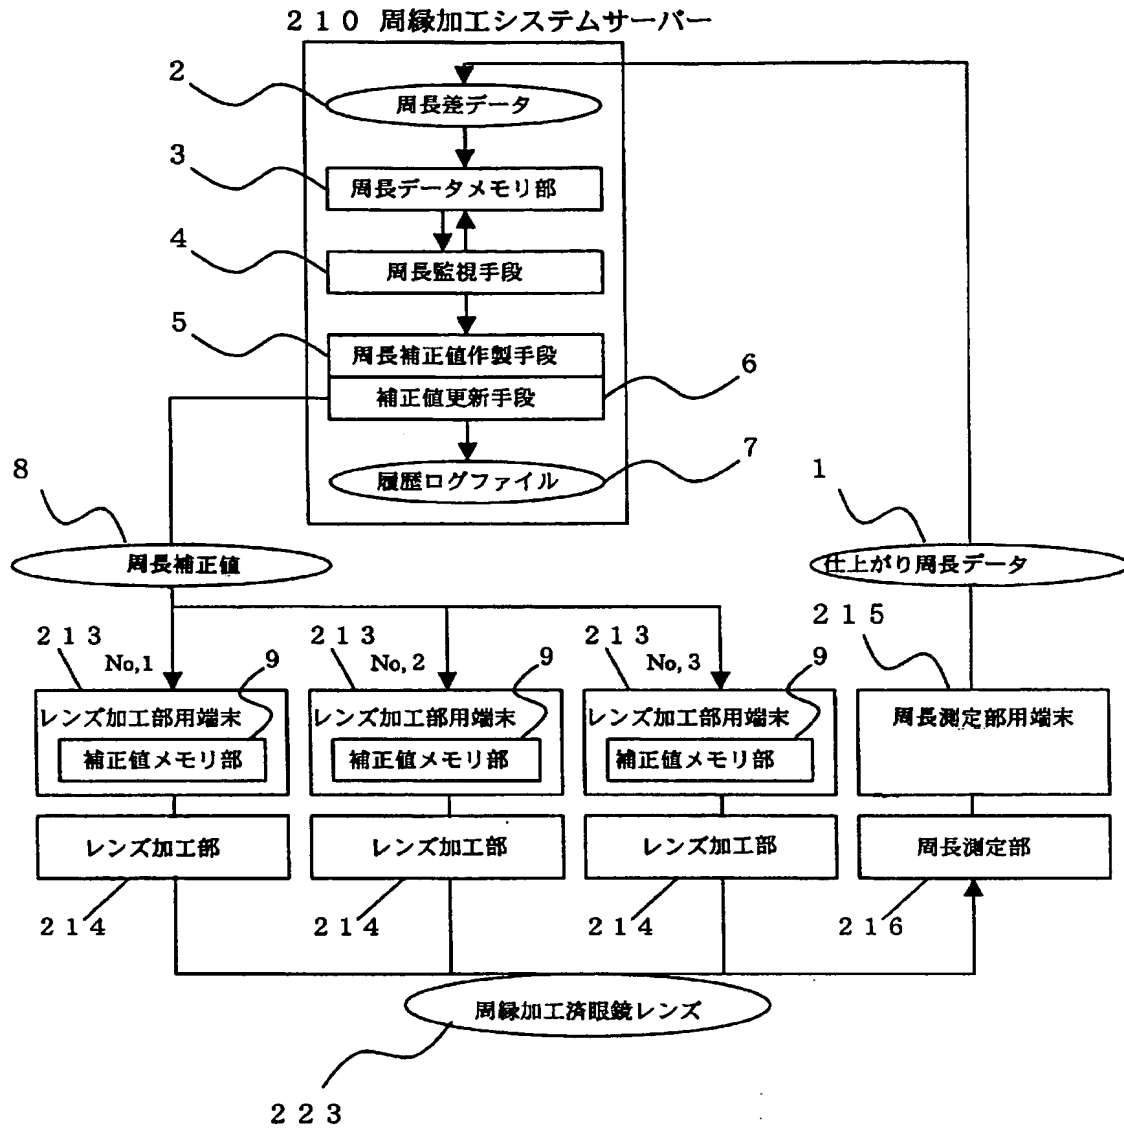 ２１０ 周縁加工システムサーバー
２
周長差データ
３
周長データメモリ部
４
周長監視手段
５
周長補正値作製手段
６
補正値更新手段
７
履歴ログファイル
８
周長補正値
１
仕上がり周長データ
２１３
No,1
９
２１３
No,2
９
２１３
No,3
９
２１５
レンズ加工部用端末
補正値メモリ部
レンズ加工部用端末
補正値メモリ部
レンズ加工部用端末
補正値メモリ部
周長測定部用端末
レンズ加工部
レンズ加工部
レンズ加工部
周長測定部
２１４
２１４
２１４
２１６
周縁加工済眼鏡レンズ
２２３